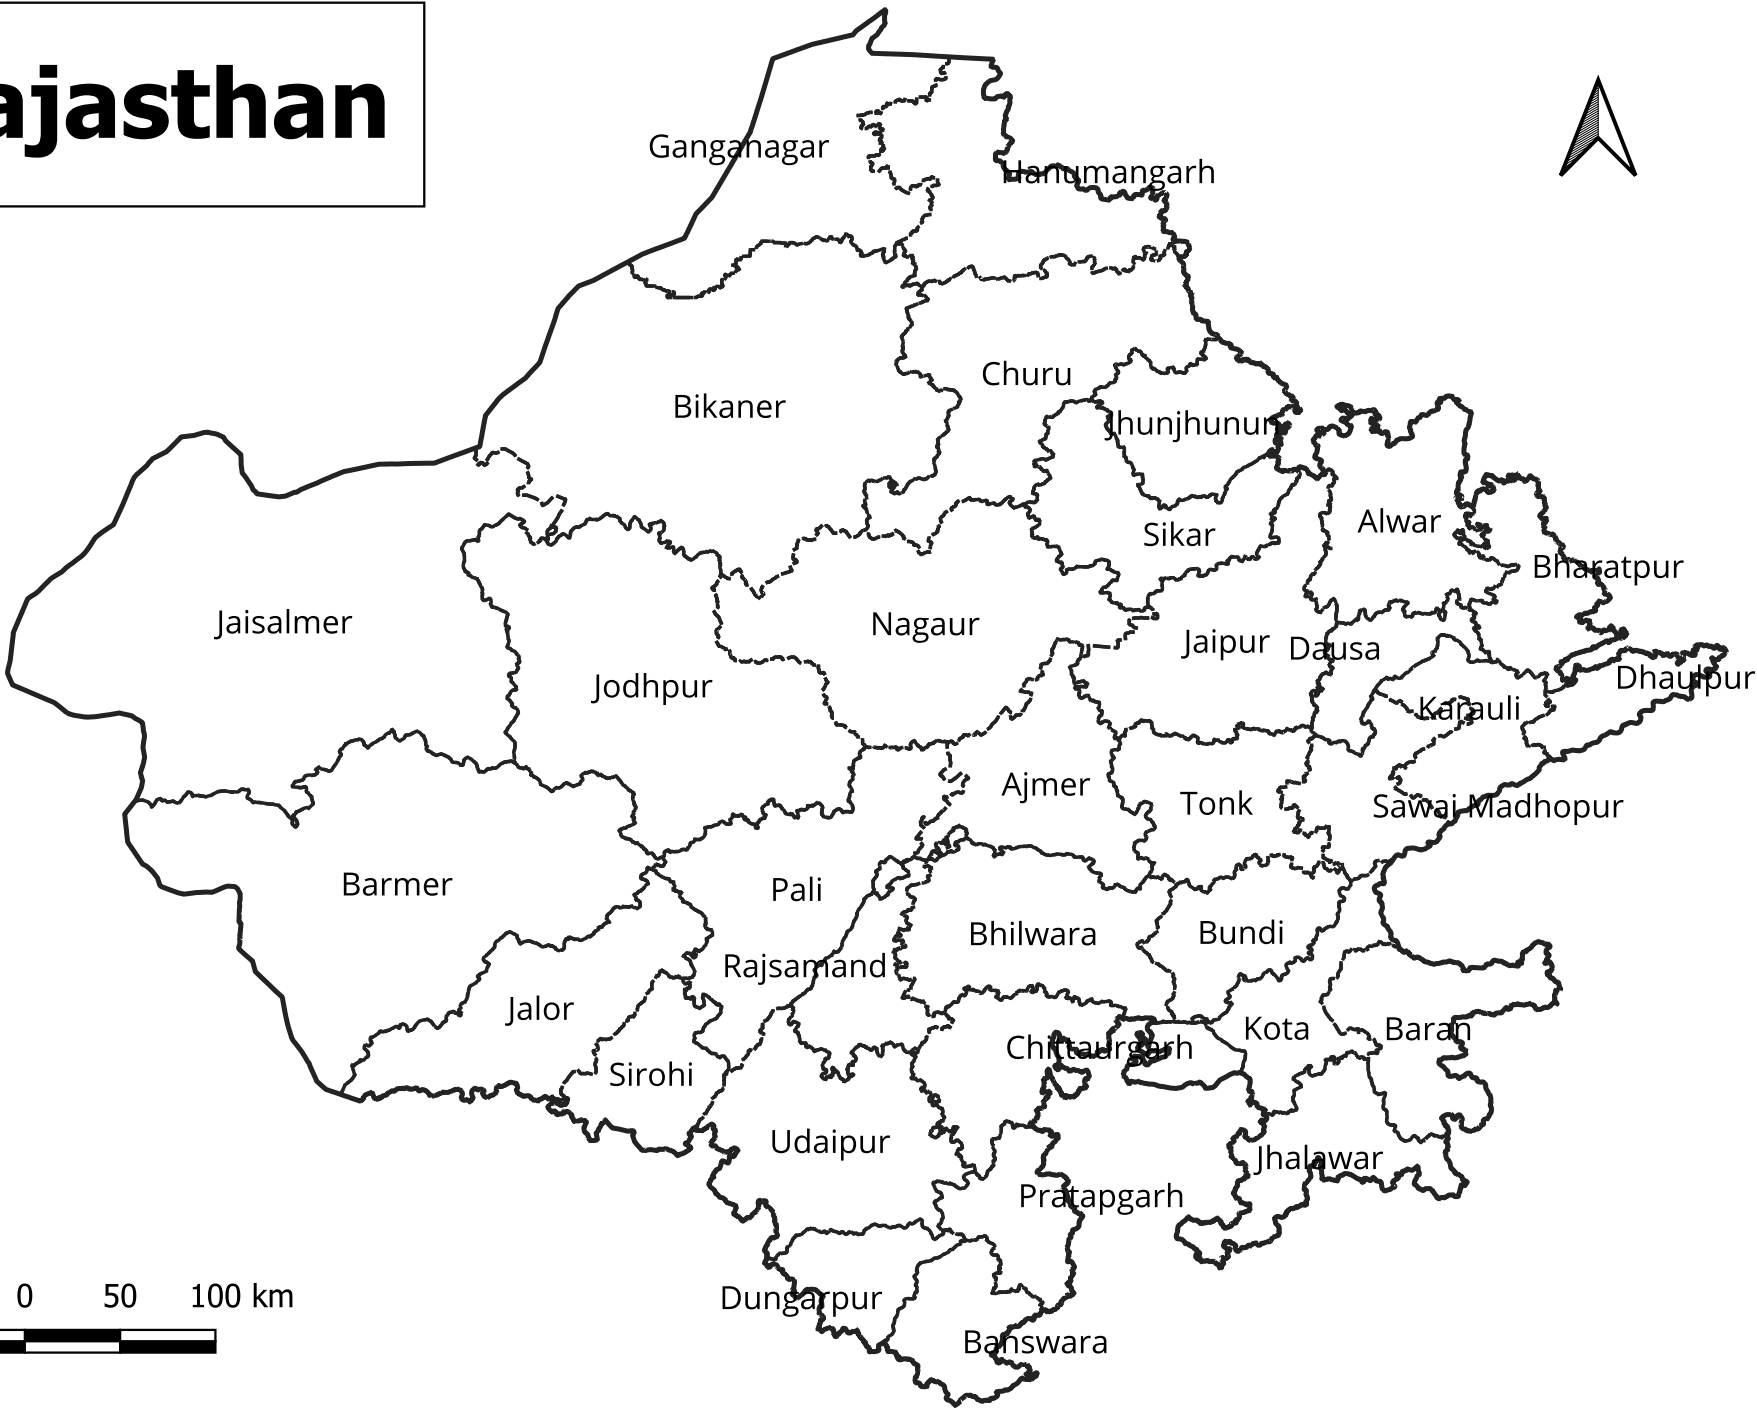 ajasthan
Ganganagar
Hanumangarh
Churu
Bikaner
Jhunjhunun
Sikar
Alwar
Bharatpur
Jaisalmer
Nagaur
Jaipur
Dausa
Dhaulpur
Jodhpur
Karauli
Ajmer
Tonk
Sawai Madhopur
Barmer
Pali
Bhilwara
Bundi
Rajsamand
Jalor
Kota
Baran
Chittaurgarh
Sirohi
Udaipur
Jhalawar
Pratapgarh
Dungarpur
Banswara
0 50 100 km